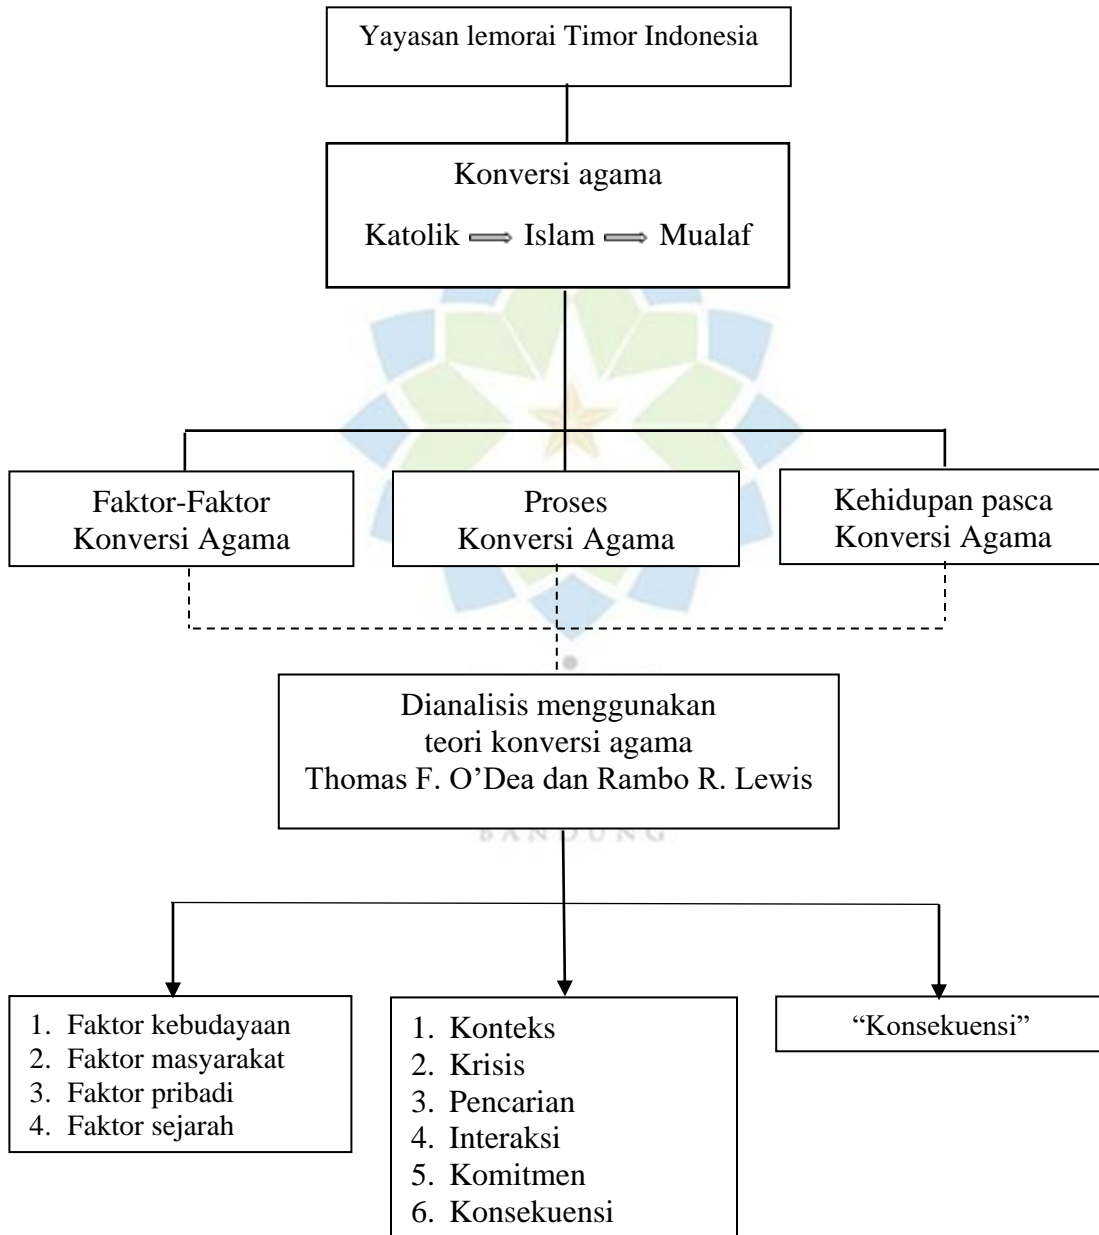 Yayasan lemorai Timor Indonesia
Konversi agama
Katolik ⇒ Islam ⇒ Mualaf
Faktor-Faktor
Konversi Agama
Proses
Konversi Agama
Kehidupan pasca
Konversi Agama
Dianalisis menggunakan
teori konversi agama
Thomas F. O’Dea dan Rambo R. Lewis
BANDUNG
1. Faktor kebudayaan
2. Faktor masyarakat
3. Faktor pribadi
4. Faktor sejarah
1. Konteks
2. Krisis
3. Pencarian
4. Interaksi
5. Komitmen
6. Konsekuensi
“Konsekuensi”